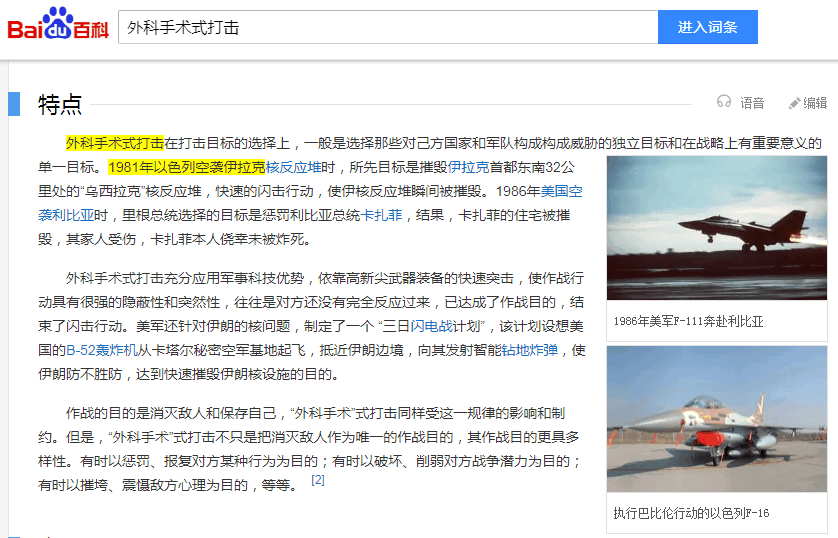 Baidu百科
外科手术式打击
进入词条
特点
语音
编辑
外科手术式打击在打击目标的选择上，一般是选择那些对己方国家和军队构成构成威胁的独立目标和在战略上有重要意义的
单一目标。1981年以色列空袭伊拉克核反应堆时，所先目标是摧毁伊拉克首都东南32公
里处的“乌西拉克”核反应堆，快速的闪击行动，使伊核反应堆瞬间被摧毁。1986年美国空
袭利比亚时，里根总统选择的目标是惩罚利比亚总统卡扎菲，结果，卡扎菲的住宅被摧
毁，其家人受伤，卡扎菲本人侥幸未被炸死。
外科手术式打击充分应用军事科技优势，依靠高新尖武器装备的快速突击，使作战行
动具有很强的隐蔽性和突然性，往往是对方还没有完全反应过来，已达成了作战目的，结
束了闪击行动。美军还针对伊朗的核问题，制定了一个 “三日闪电战计划”，该计划设想美
国的B-52轰炸机从卡塔尔秘密空军基地起飞，抵近伊朗边境，向其发射智能钻地炸弹，使
伊朗防不胜防，达到快速摧毁伊朗核设施的目的。
作战的目的是消灭敌人和保存自己，“外科手术”式打击同样受这一规律的影响和制
约。但是，“外科手术”式打击不只是把消灭敌人作为唯一的作战目的，其作战目的更具多
样性。有时以惩罚、报复对方某种行为为目的；有时以破坏、削弱对方战争潜力为目的；
有时以摧垮、震慑敌方心理为目的，等等。 [2]
1986年美军F-111奔赴利比亚
执行巴比伦行动的以色列F-16